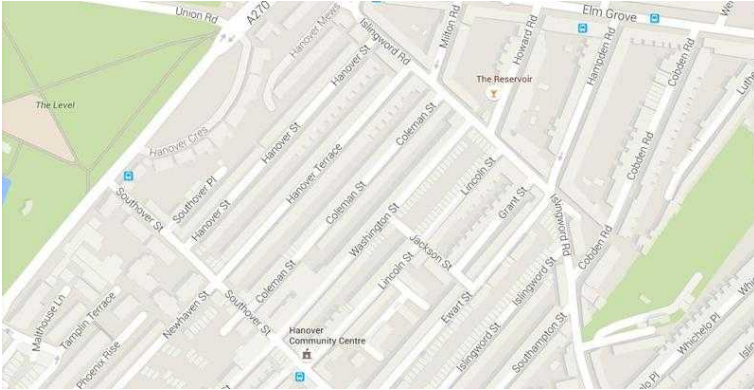 Union Rd
A270
Hanover Mews
Islingword Rd
Milton Rd
Howard Rd
Elm Grove
Hampden Rd
Cobden Rd
The Level
Hanover St
The Reservoir
Hanover Cres
Hanover St
Hanover Terrace
Coleman St
Cobden Rd
Southover St
Southover Pl
Hanover St
Coleman St
Lincoln St
Grant St
Islingword Rd
Washington St
Jackson St
Cobden Rd
Malthouse Ln
Tamplin Terrace
Phoenix Rise
Newhaven St
Southover St
Coleman St
Lincoln St
Ewart St
Islingword St
Islingword St
Southampton St
Whichelo Pl
Hanover
Community Centre